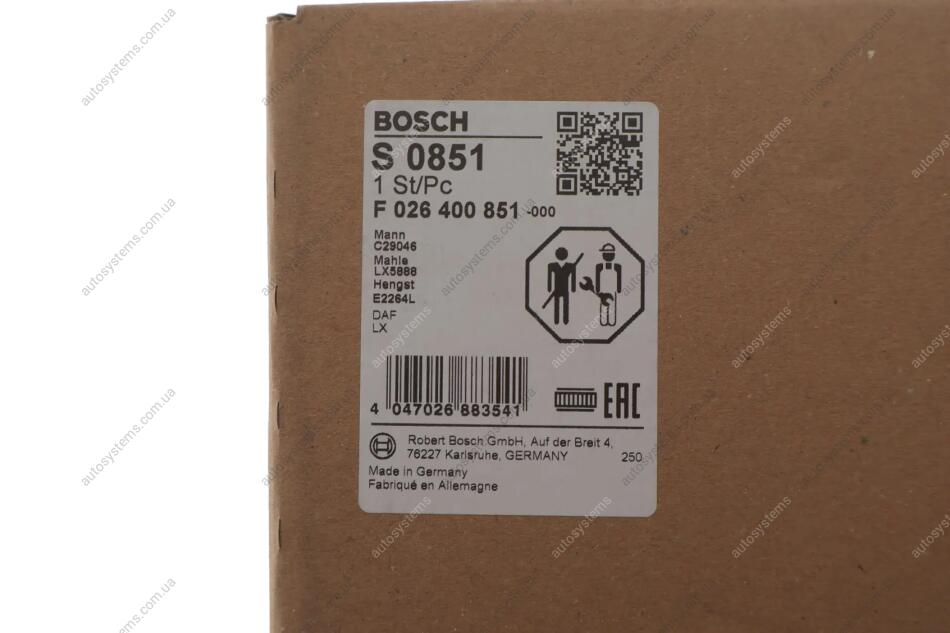 BOSCH
S 0851
1 St/Pc
F 026 400 851 -000
Mann
C29046
Mahle
LX5888
Hengst
E2264L
DAF
LX
4 047026 883541
EAC
Robert Bosch GmbH, Auf der Breit 4,
76227 Karlsruhe, GERMANY 250
Made in Germany
Fabriqué en Allemagne
autosystems.com.ua